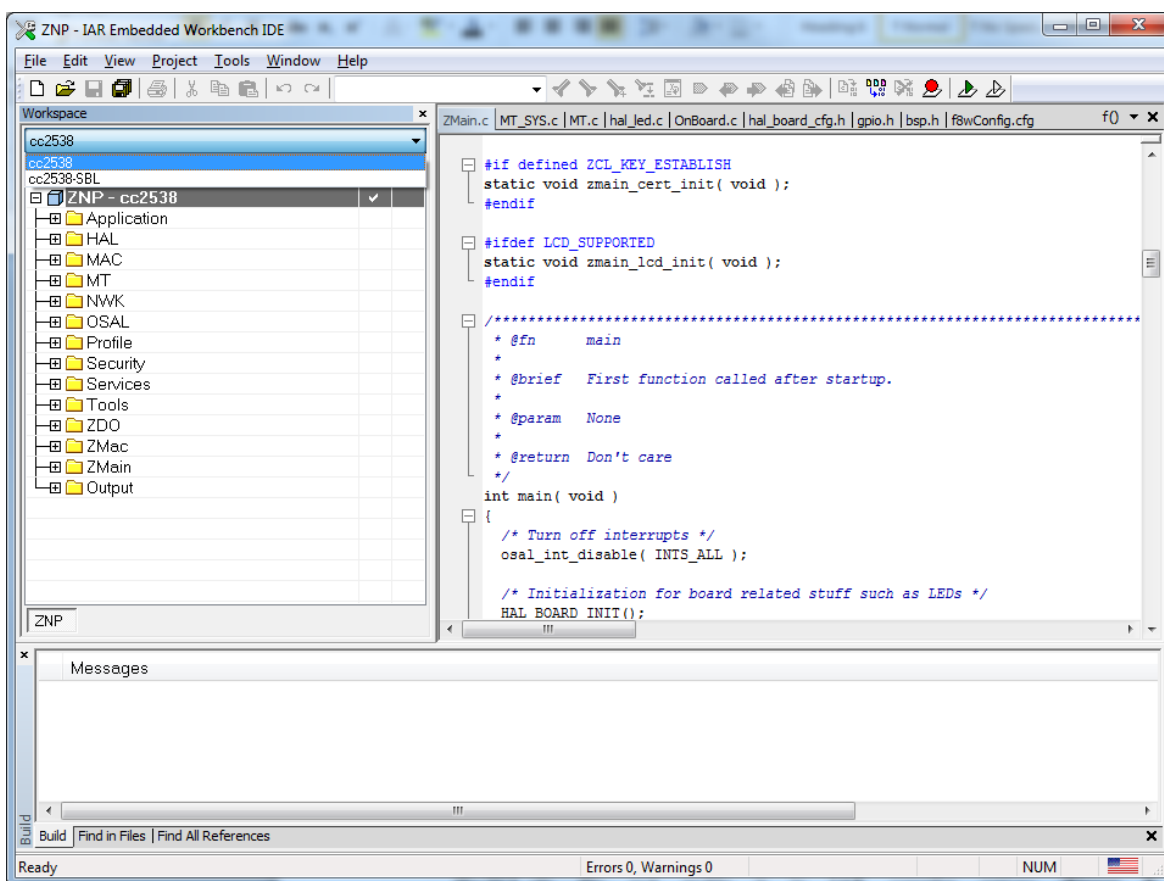 ZNP - IAR Embedded Workbench IDE
File Edit View Project Tools Window Help
Workspace
cc2538
cc2538
cc2538-SBL
ZNP - cc2538
Application
HAL
MAC
MT
NWK
OSAL
Profile
Security
Services
Tools
ZDO
ZMac
ZMain
Output
ZNP
ZMain.c | MT_SYS.c | MT.c | hal_led.c | OnBoard.c | hal_board_cfg.h | gpio.h | bsp.h | f8wConfig.cfg f()
#if defined ZCL_KEY_ESTABLISH
static void zmain_cert_init( void );
#endif
#ifdef LCD_SUPPORTED
static void zmain_lcd_init( void );
#endif
/*****************************************************************************
* @fn main
*
* @brief First function called after startup.
*
* @param None
*
* @return Don't care
*/
int main( void )
{
/* Turn off interrupts */
osal_int_disable( INTS_ALL );
/* Initialization for board related stuff such as LEDs */
HAL_BOARD_INIT();
Messages
Build
Build | Find in Files | Find All References
Ready Errors 0, Warnings 0 NUM